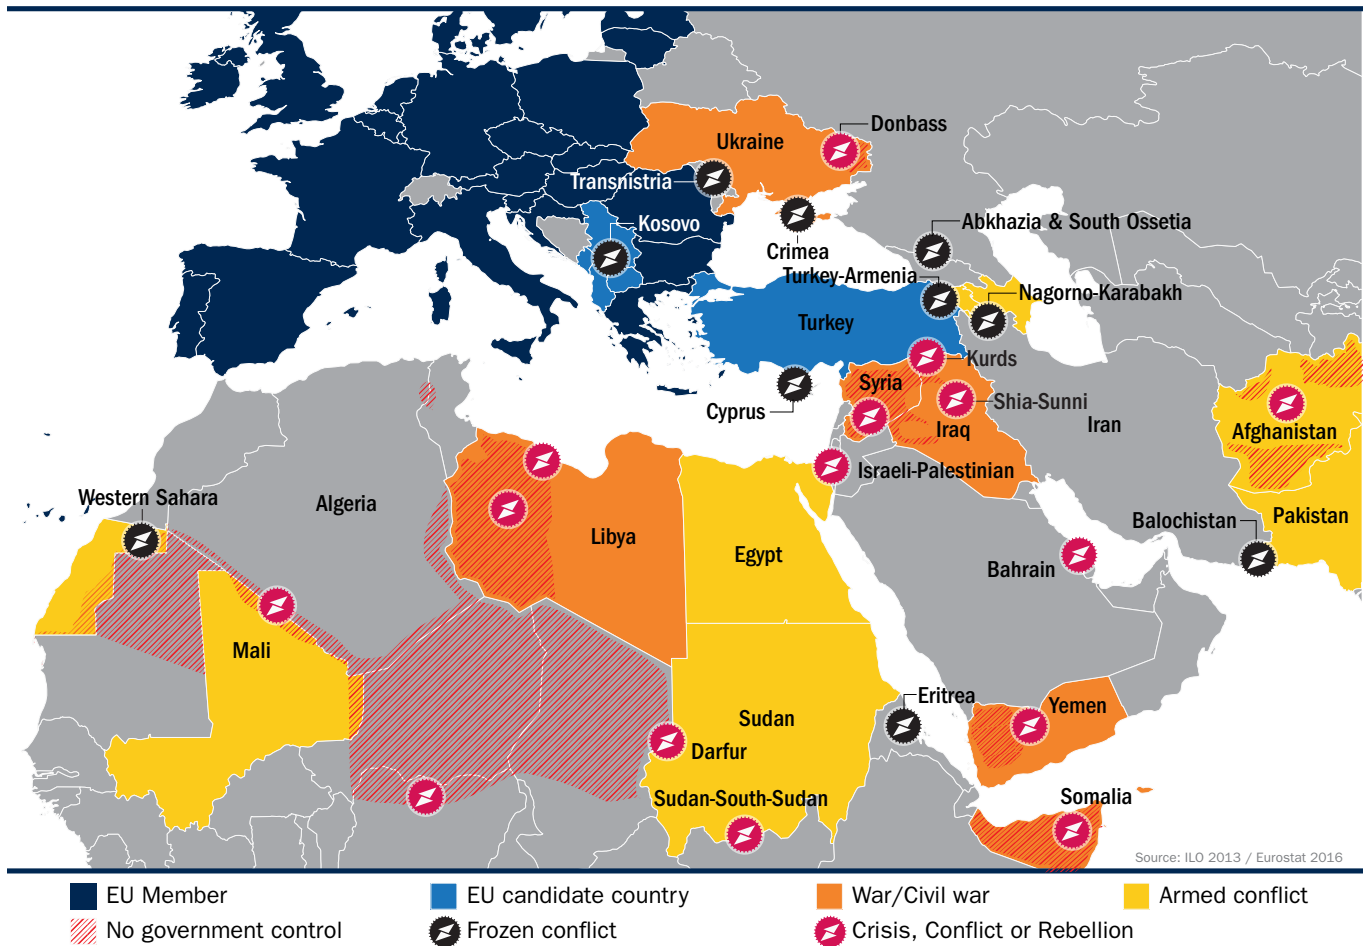 Donbass
Ukraine
Transnistria
Kosovo
Crimea
Abkhazia & South Ossetia
Turkey-Armenia
Nagorno-Karabakh
Turkey
Kurds
Syria
Cyprus
Shia-Sunni
Iraq
Iran
Afghanistan
Israeli-Palestinian
Western Sahara
Algeria
Libya
Egypt
Balochistan
Pakistan
Bahrain
Mali
Eritrea
Yemen
Sudan
Darfur
Sudan-South-Sudan
Somalia
Source: ILO 2013 / Eurostat 2016
EU Member
EU candidate country
War/Civil war
Armed conflict
No government control
Frozen conflict
Crisis, Conflict or Rebellion